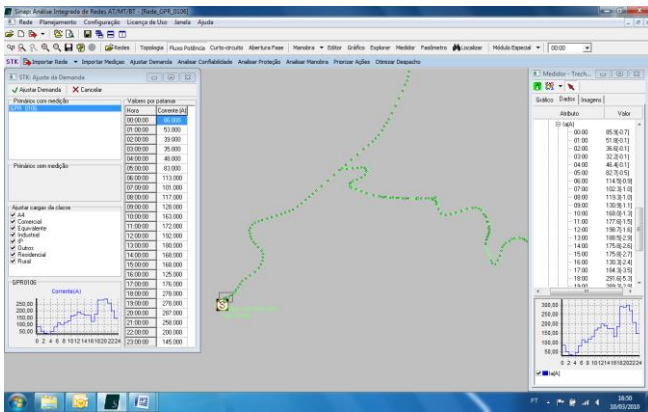 Sinap: Análise Integrada de Redes AT/MT/BT - [Rede_GPR_0106]
Rede Planejamento Configuração Licença de Uso Janela Ajuda
Redes Topologia Fluxo Potência Curto-circuito Abertura Fase Manobra Editor Gráfico Explorer Medidor Fasímetro Localizar Módulo Especial 00:00
STK Importar Rede Importar Medição Ajustar Demanda Analisar Confiabilidade Analisar Proteção Analisar Manobra Priorizar Ações Otimizar Despacho
STK: Ajuste da Demanda
Ajustar Demanda Cancelar
Primários com medição
GPR_0106
Primários sem medição
Ajustar cargas da classe
A4
Comercial
Equivalente
Industrial
IP
Outros
Residencial
Rural
GPR0106
Corrente(A)
250,00
200,00
150,00
100,00
50,00
0 2 4 6 8 10 12 14 16 18 20 22 24
Valores por patamar
Hora Corrente (A)
00:00:00 86.000
01:00:00 53.000
02:00:00 39.000
03:00:00 35.000
04:00:00 48.000
05:00:00 83.000
06:00:00 113.000
07:00:00 101.000
08:00:00 117.000
09:00:00 128.000
10:00:00 163.000
11:00:00 172.000
12:00:00 192.000
13:00:00 180.000
14:00:00 168.000
15:00:00 168.000
16:00:00 125.000
17:00:00 176.000
18:00:00 278.000
19:00:00 278.000
20:00:00 287.000
21:00:00 258.000
22:00:00 200.000
23:00:00 145.000
S
Medidor - Trech...
Gráfico Dados Imagens
Atributo Valor
Ia[A]
00:00 85.9[-0.7]
01:00 51.8[-0.1]
02:00 36.6[-0.1]
03:00 32.2[-0.1]
04:00 46.4[-0.1]
05:00 82.7[-0.5]
06:00 114.5[-0.9]
07:00 102.3[-1.0]
08:00 119.3[-1.0]
09:00 130.9[-1.1]
10:00 168.0[-1.3]
11:00 177.6[-1.5]
12:00 198.7[-1.6]
13:00 188.5[-2.9]
14:00 175.8[-2.6]
15:00 175.8[-2.7]
16:00 130.3[-2.4]
17:00 184.3[-3.5]
18:00 291.6[-5.3]
300,00
250,00
200,00
150,00
100,00
50,00
0 2 4 6 8 10 12 14 16 18 20 22 24
Ia[A]
PT
16:50
10/03/2010